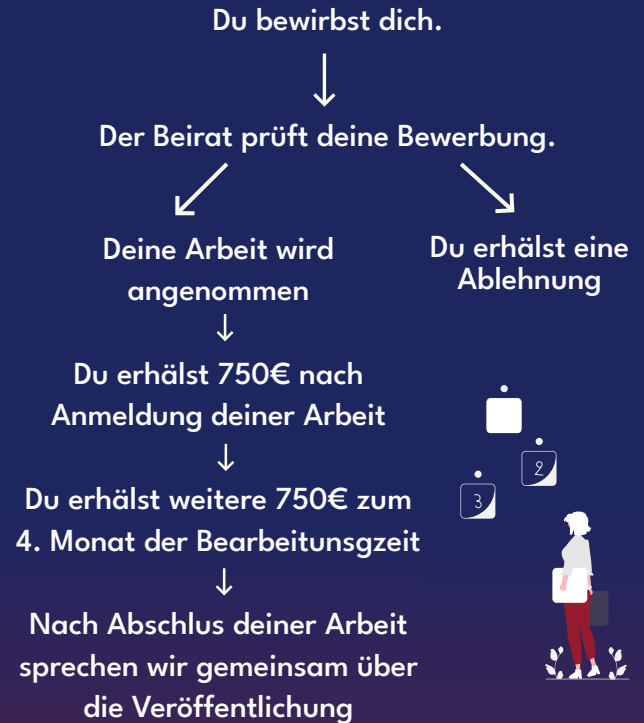 Du bewirbst dich.
Der Beirat prüft deine Bewerbung.
Deine Arbeit wird
angenommen
Du erhälst eine
Ablehnung
Du erhälst 750€ nach
Anmeldung deiner Arbeit
Du erhälst weitere 750€ zum
4. Monat der Bearbeitunsgzeit
Nach Abschlus deiner Arbeit
sprechen wir gemeinsam über
die Veröffentlichung
2
3